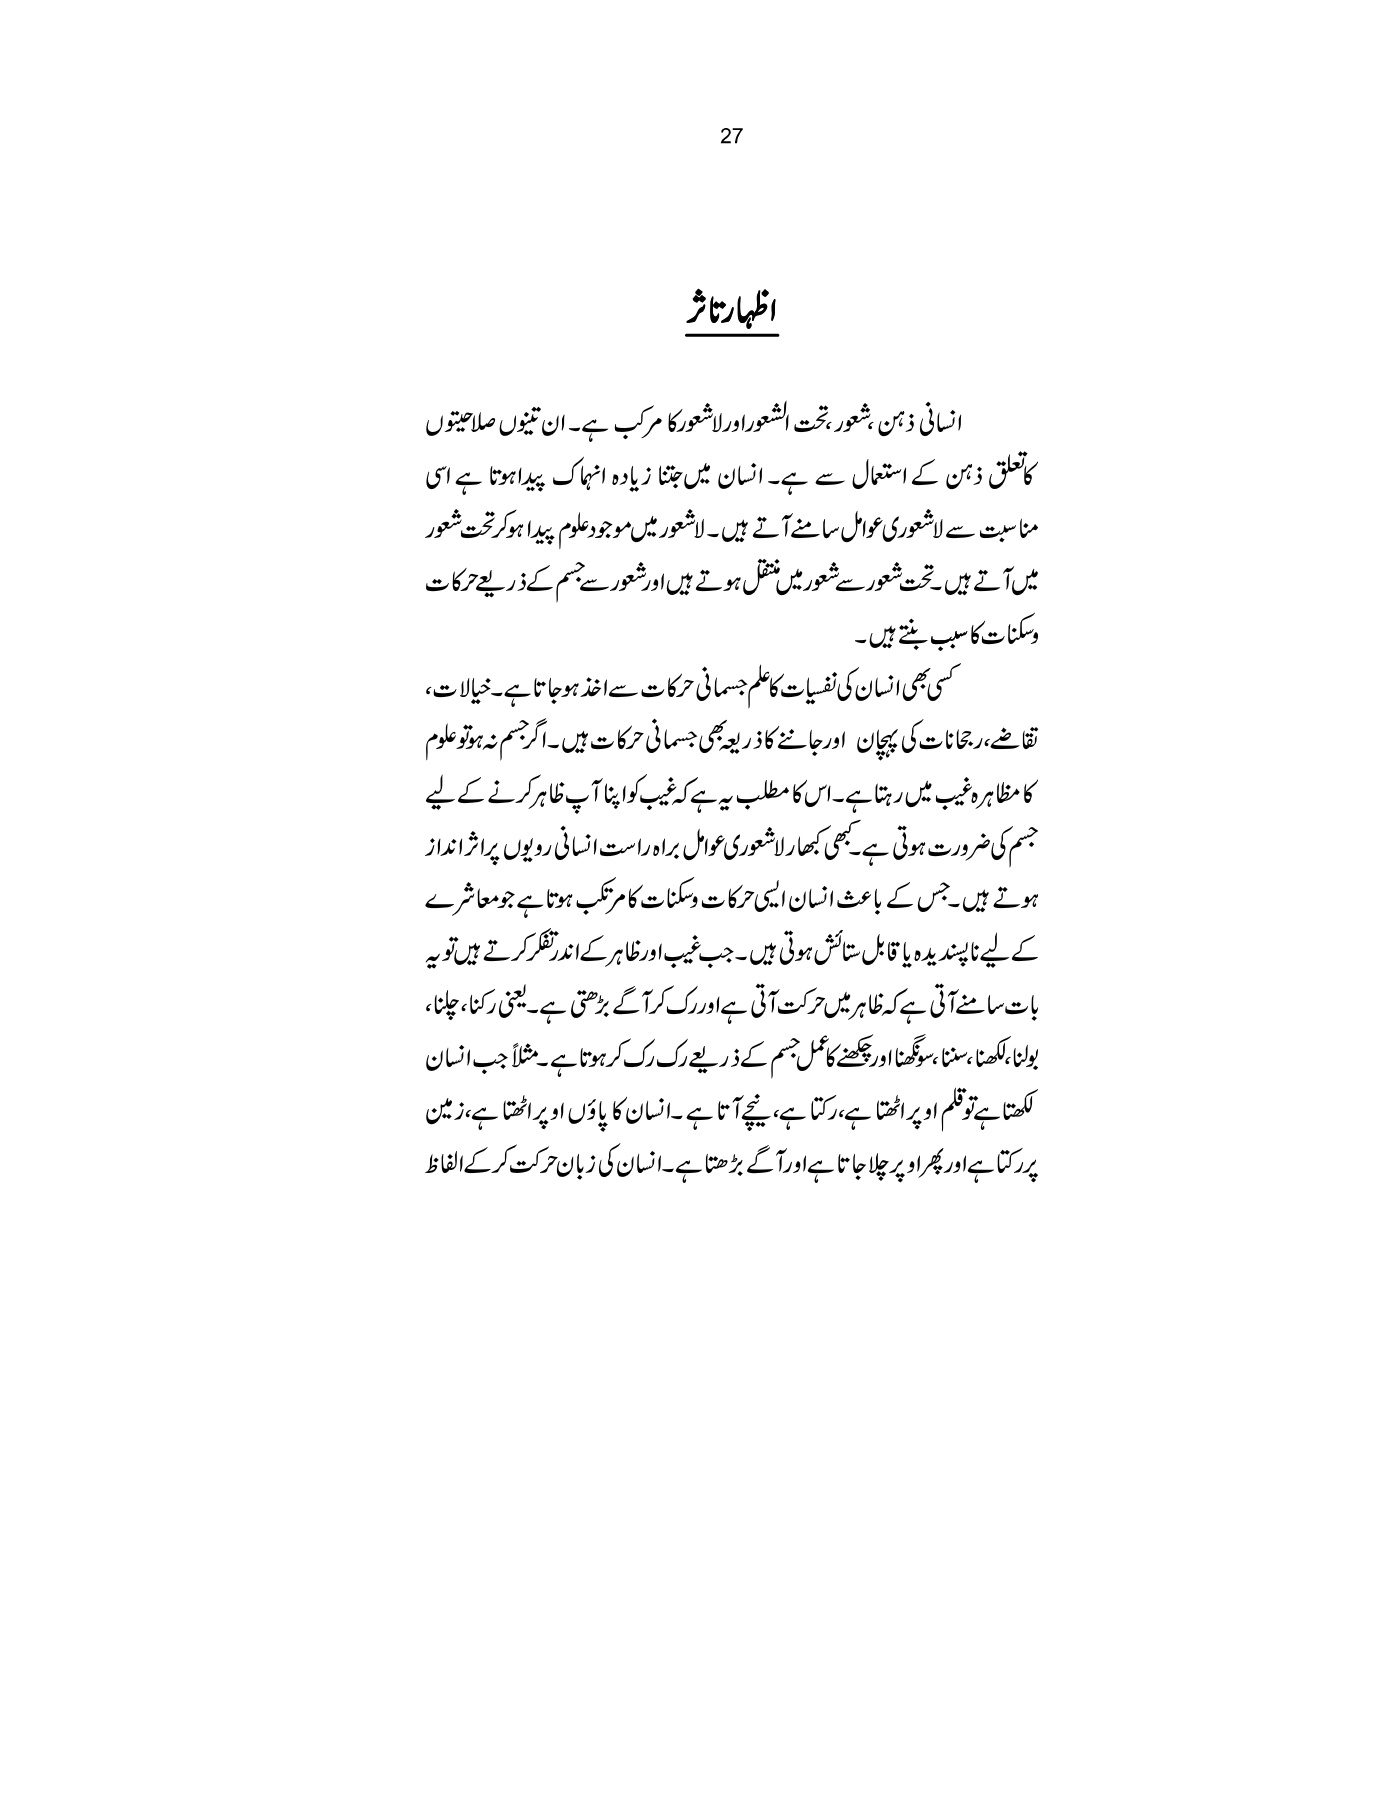 27
اظہار تاثر
انسانی ذہن ،شعور ،تحت الشعور اور لاشعور کا مرکب ہے۔ ان تینوں صلاحیتوں
کا تعلق ذہن کے استعمال سے ہے۔ انسان میں جتنا زیادہ انہماک پیدا ہوتا ہے اسی
مناسبت سے لاشعوری عوامل سامنے آتے ہیں۔ لاشعور میں موجود علوم پیدا ہو کر تحت شعور
میں آتے ہیں۔تحت شعور سے شعور میں منتقل ہوتے ہیں اور شعور سے جسم کے ذریعے حرکات
وسکنات کا سبب بنتے ہیں۔
کسی بھی انسان کی نفسیات کا علم جسمانی حرکات سے اخذ ہوجاتا ہے۔خیالات،
تقاضے،رجحانات کی پہچان اور جاننے کا ذریعہ بھی جسمانی حرکات ہیں۔اگر جسم نہ ہو تو علوم
کا مظاہرہ غیب میں رہتا ہے۔اس کا مطلب یہ ہے کہ غیب کو اپنا آپ ظاہر کرنے کے لیے
جسم کی ضرورت ہوتی ہے۔کبھی کبھار لاشعوری عوامل براہ راست انسانی رویوں پر اثر انداز
ہوتے ہیں۔جس کے باعث انسان ایسی حرکات وسکنات کا مرتکب ہوتا ہے جو معاشرے
کے لیے ناپسندیدہ یا قابل ستائش ہوتی ہیں۔جب غیب اور ظاہر کے اندر تفکر کرتے ہیں تو یہ
بات سامنے آتی ہے کہ ظاہر میں حرکت آتی ہے اور رک کر آگے بڑھتی ہے۔یعنی رکنا، چلنا،
بولنا،لکھنا،سننا،سونگھنا اور چکھنے کا عمل جسم کے ذریعے رک رک کر ہوتا ہے۔مثلاً جب انسان
لکھتا ہے تو قلم اوپر اٹھتا ہے،رکتا ہے،نیچے آتا ہے۔انسان کا پاؤں اوپر اٹھتا ہے،زمین
پر رکتا ہے اور پھر اوپر چلا جاتا ہے اور آگے بڑھتا ہے۔انسان کی زبان حرکت کر کے الفاظ